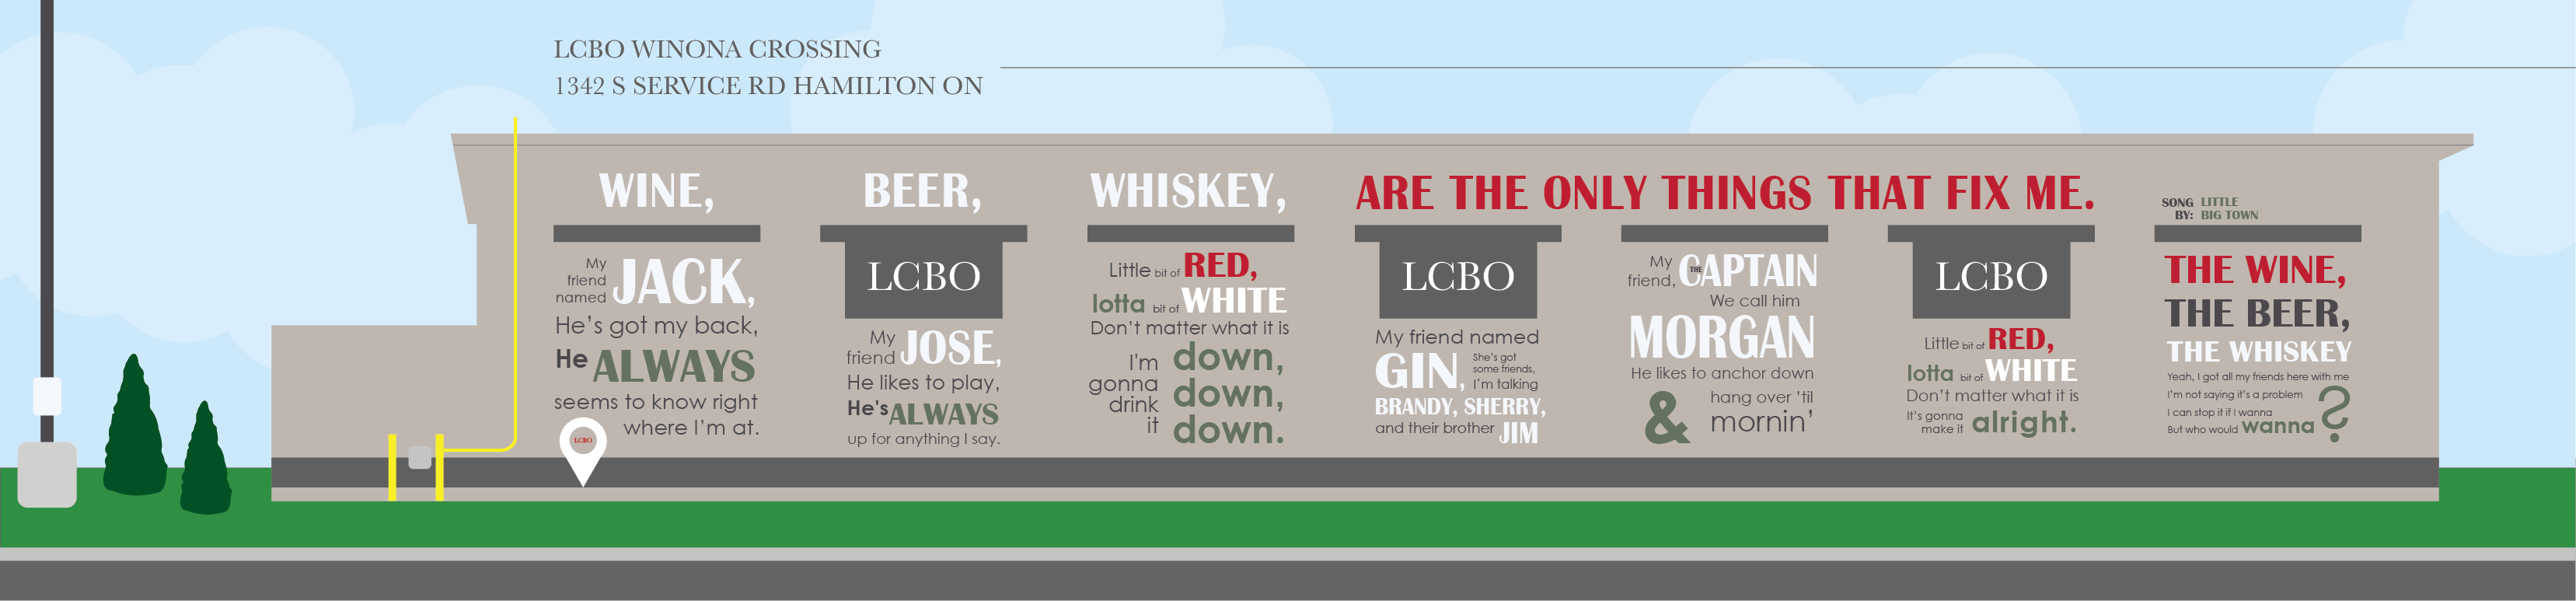 LCBO WINONA CROSSING
1342 S SERVICE RD HAMILTON ON
WINE,
BEER,
WHISKEY,
ARE THE ONLY THINGS THAT FIX ME.
SONG BY: LITTLE BIG TOWN
My friend named JACK,
He's got my back,
He ALWAYS
seems to know right
where I'm at.
LCBO
LCBO
My friend JOSE,
He likes to play,
He's ALWAYS
up for anything I say.
Little bit of RED,
lotta bit of WHITE
Don't matter what it is
I'm gonna drink it down, down, down.
LCBO
My friend named
GIN, She's got some friends, I'm talking
BRANDY, SHERRY,
and their brother JIM
My friend, THE CAPTAIN
We call him
MORGAN
He likes to anchor down
& hang over 'til
mornin'
LCBO
Little bit of RED,
lotta bit of WHITE
Don't matter what it is
It's gonna make it alright.
THE WINE,
THE BEER,
THE WHISKEY
Yeah, I got all my friends here with me
I'm not saying it's a problem
I can stop it if I wanna
But who would wanna ?